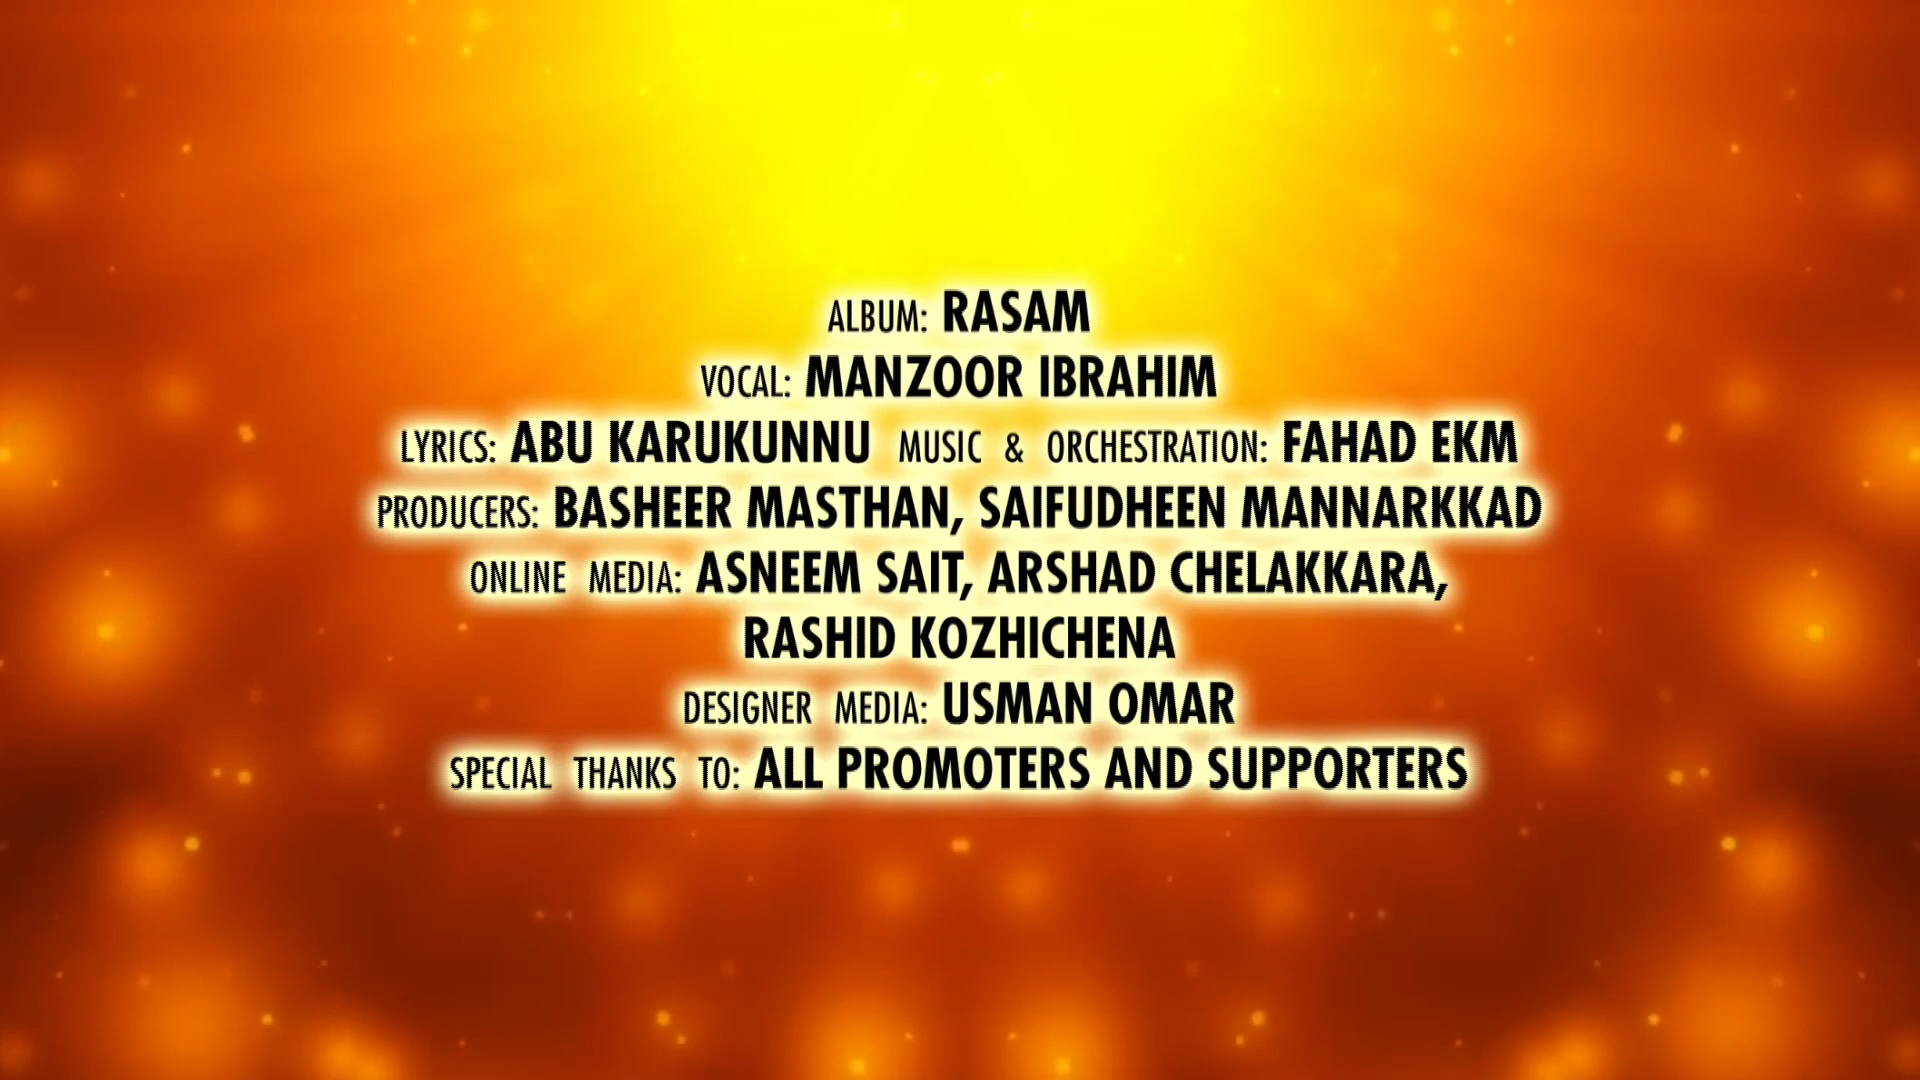 ALBUM: RASAM
VOCAL: MANZOOR IBRAHIM
LYRICS: ABU KARUKUNNU MUSIC & ORCHESTRATION: FAHAD EKM
PRODUCERS: BASHEER MASTHAN, SAIFUDHEEN MANNARKKAD
ONLINE MEDIA: ASNEEM SAIT, ARSHAD CHELAKKARA,
RASHID KOZHICHENA
DESIGNER MEDIA: USMAN OMAR
SPECIAL THANKS TO: ALL PROMOTERS AND SUPPORTERS